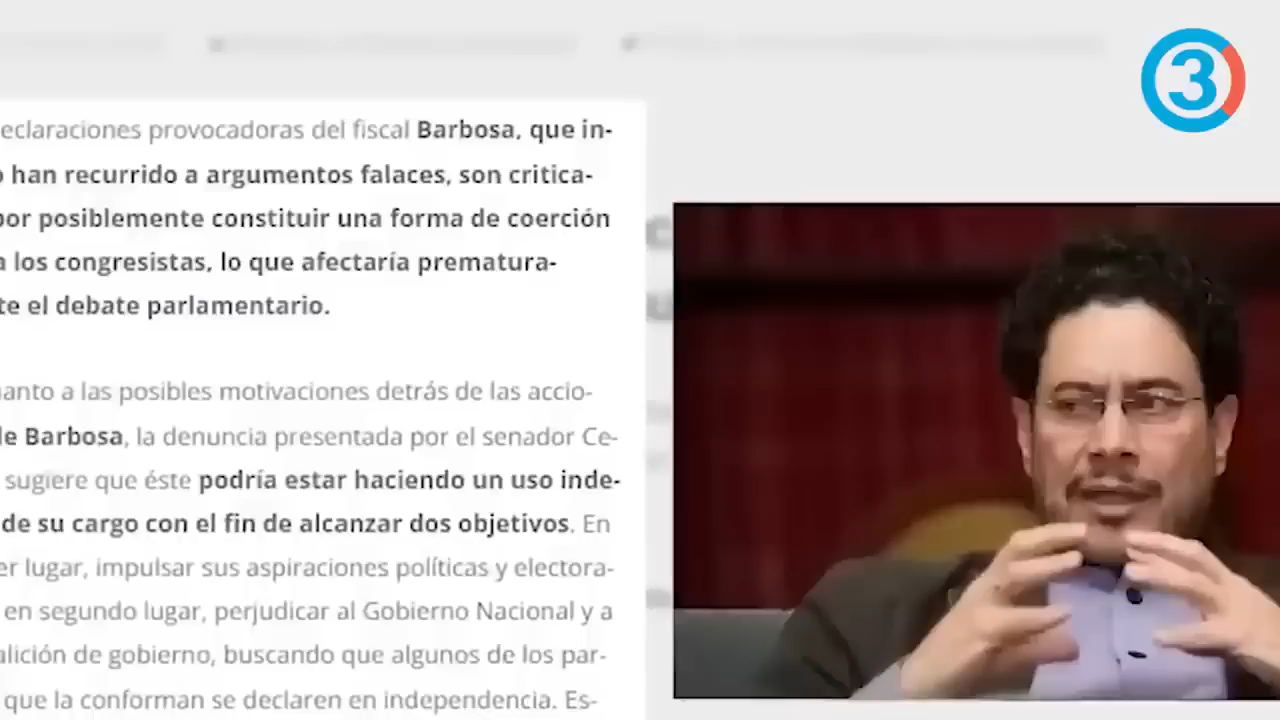 3
eclaraciones provocadoras del fiscal Barbosa, que in-
o han recurrido a argumentos falaces, son critica-
por posiblemente constituir una forma de coerción
a los congresistas, lo que afectaría prematura-
te el debate parlamentario.
uanto a las posibles motivaciones detrás de las accio-
de Barbosa, la denuncia presentada por el senador Ce-
sugiere que éste podría estar haciendo un uso inde-
de su cargo con el fin de alcanzar dos objetivos. En
er lugar, impulsar sus aspiraciones políticas y electora-
en segundo lugar, perjudicar al Gobierno Nacional y a
alición de gobierno, buscando que algunos de los par-
que la conforman se declaren en independencia. Es-